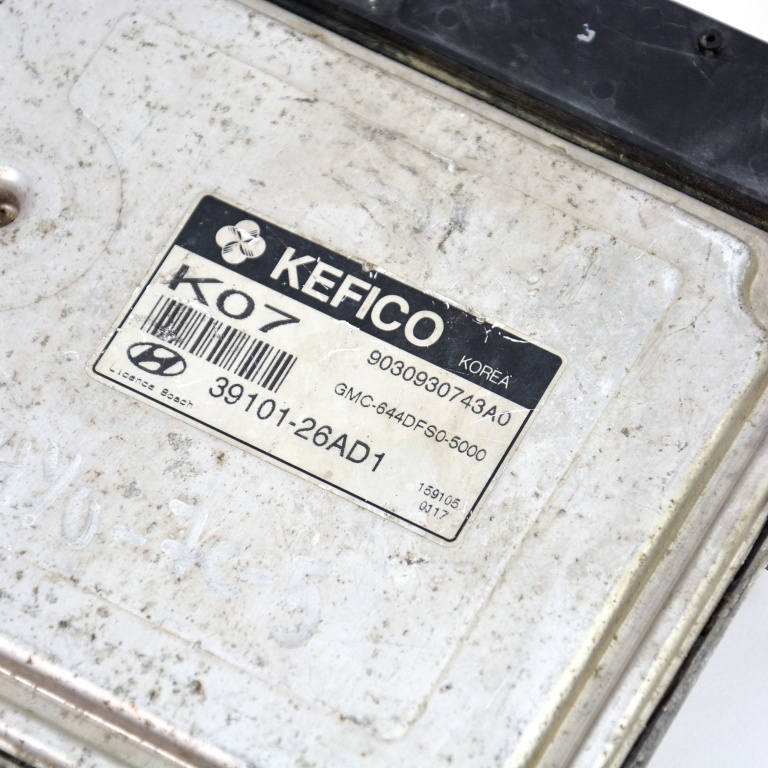 KEFICO
KOREA
K07
9030930743A0
GMC-644DFS0-5000
39101-26AD1
Licence Bosch
159105
0117